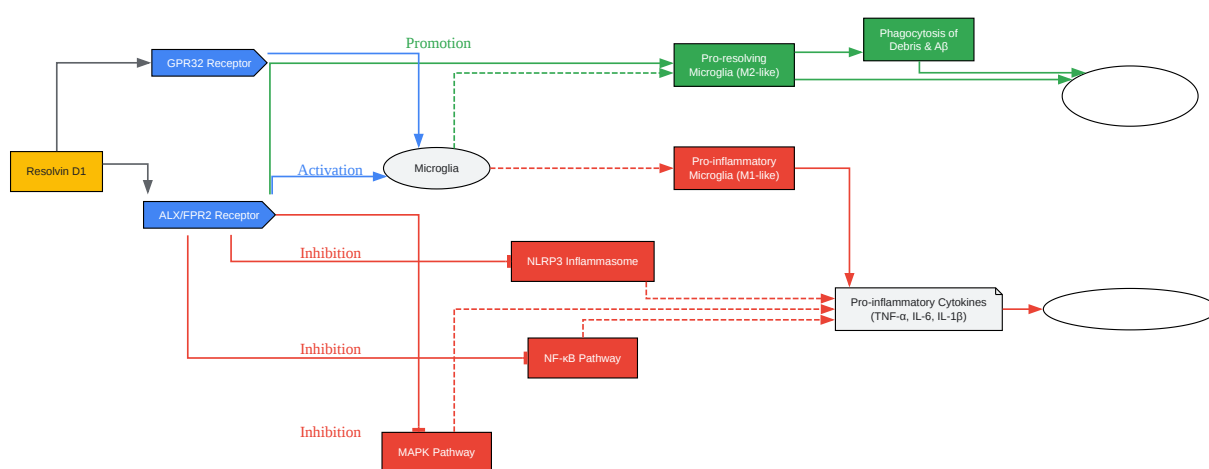 Promotion
Phagocytosis of
Debris & Aβ
GPR32 Receptor
Pro-resolving
Microglia (M2-like)
Resolvin D1
Activation
Microglia
Pro-inflammatory
Microglia (M1-like)
ALX/FPR2 Receptor
Inhibition
NLRP3 Inflammasome
Pro-inflammatory Cytokines
(TNF-α, IL-6, IL-1β)
Inhibition
NF-κB Pathway
Inhibition
MAPK Pathway